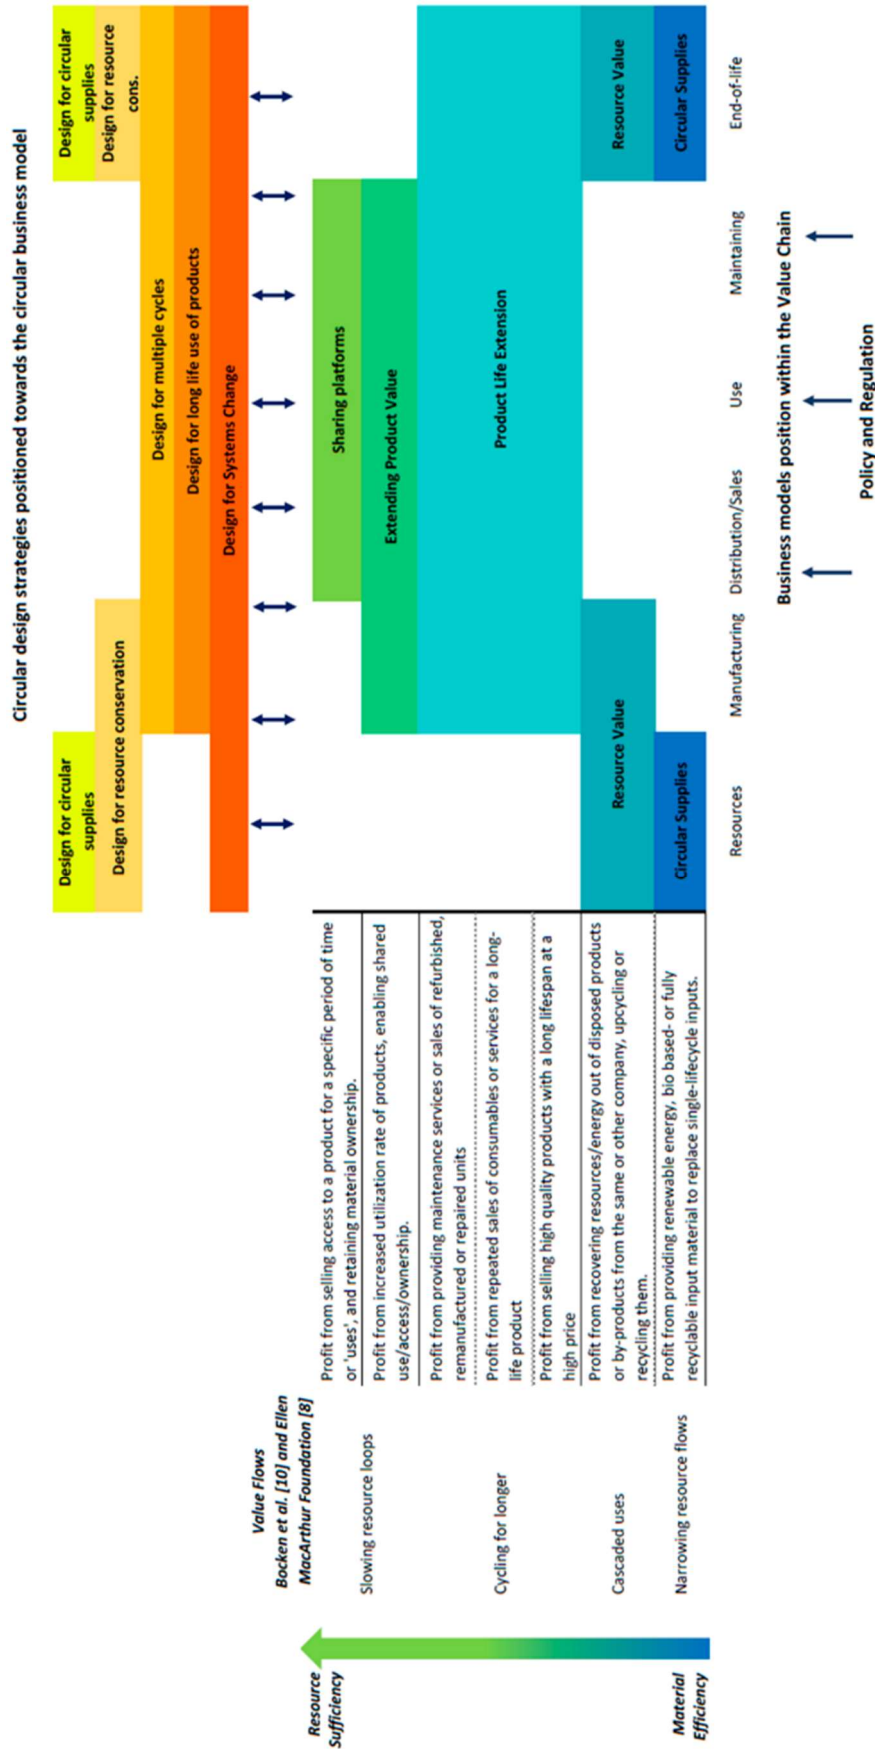 Circular design strategies positioned towards the circular business model
Design for circular
supplies
Design for circular
supplies
Design for resource conservation
Design for resource
cons.
Design for multiple cycles
Design for long life use of products
Design for Systems Change
Value Flows
Bocken et al. [10] and Ellen
MacArthur Foundation [8]
Resource
Sufficiency
Material
Efficiency
Slowing resource loops
Cycling for longer
Cascaded uses
Narrowing resource flows
Profit from selling access to a product for a specific period of time
or 'uses', and retaining material ownership.
Profit from increased utilization rate of products, enabling shared
use/access/ownership.
Profit from providing maintenance services or sales of refurbished,
remanufactured or repaired units
Profit from repeated sales of consumables or services for a long-
life product
Profit from selling high quality products with a long lifespan at a
high price
Profit from recovering resources/energy out of disposed products
or by-products from the same or other company, upcycling or
recycling them.
Profit from providing renewable energy, bio based- or fully
recyclable input material to replace single-lifecycle inputs.
Sharing platforms
Extending Product Value
Product Life Extension
Resource Value
Resource Value
Circular Supplies
Circular Supplies
Resources
Manufacturing
Distribution/Sales
Use
Maintaining
End-of-life
Business models position within the Value Chain
Policy and Regulation